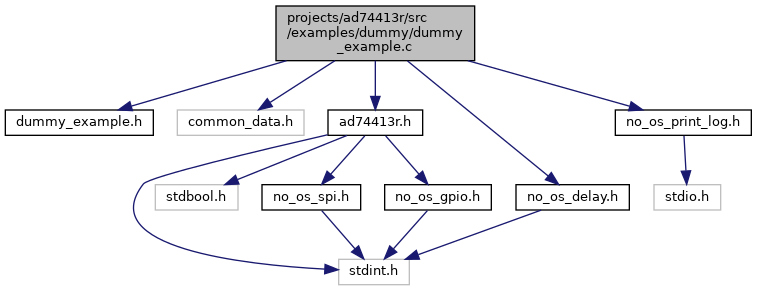 projects/ad74413r/src
/examples/dummy/dummy
_example.c
dummy_example.h
common_data.h
ad74413r.h
no_os_print_log.h
stdbool.h
no_os_spi.h
no_os_gpio.h
no_os_delay.h
stdio.h
stdint.h